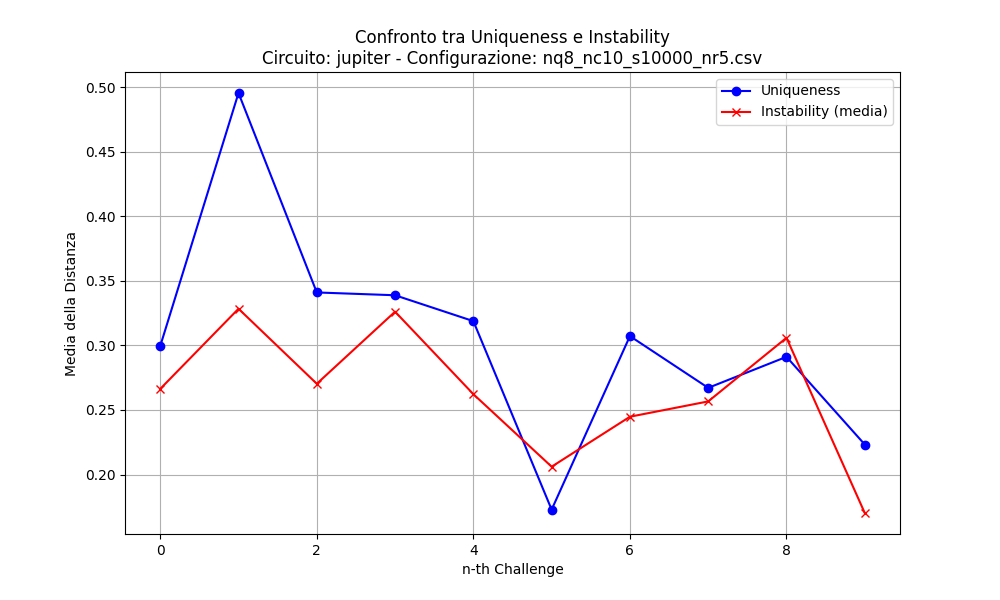 Confronto tra Uniqueness e Instability
Circuito: jupiter - Configurazione: nq8_nc10_s10000_nr5.csv
Uniqueness
Instability (media)
Media della Distanza
0.50
0.45
0.40
0.35
0.30
0.25
0.20
0
2
4
6
8
n-th Challenge